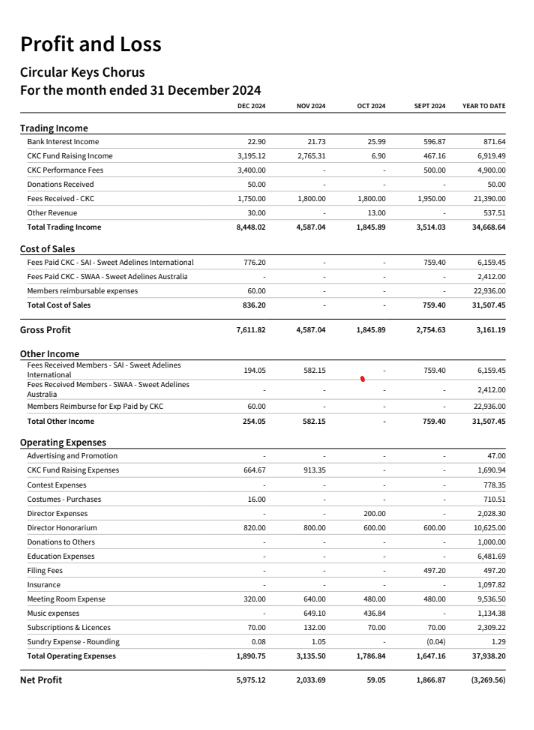 Profit and Loss
Circular Keys Chorus
For the month ended 31 December 2024
DEC 2024 NOV 2024 OCT 2024 SEPT 2024 YEAR TO DATE
Trading Income
Bank Interest Income 22.90 21.73 25.99 596.87 871.64
CKC Fund Raising Income 3,195.12 2,765.31 6.90 467.16 6,919.49
CKC Performance Fees 3,400.00 - - 500.00 4,900.00
Donations Received 50.00 - - - 50.00
Fees Received - CKC 1,750.00 1,800.00 1,800.00 1,950.00 21,390.00
Other Revenue 30.00 - 13.00 - 537.51
Total Trading Income 8,448.02 4,587.04 1,845.89 3,514.03 34,668.64
Cost of Sales
Fees Paid CKC - SAI - Sweet Adelines International 776.20 - - 759.40 6,159.45
Fees Paid CKC - SWAA - Sweet Adelines Australia - - - - 2,412.00
Members reimbursable expenses 60.00 - - - 22,936.00
Total Cost of Sales 836.20 - - 759.40 31,507.45
Gross Profit 7,611.82 4,587.04 1,845.89 2,754.63 3,161.19
Other Income
Fees Received Members - SAI - Sweet Adelines
International 194.05 582.15 - 759.40 6,159.45
Fees Received Members - SWAA - Sweet Adelines
Australia - - - - 2,412.00
Members Reimburse for Exp Paid by CKC 60.00 - - - 22,936.00
Total Other Income 254.05 582.15 - 759.40 31,507.45
Operating Expenses
Advertising and Promotion - - - - 47.00
CKC Fund Raising Expenses 664.67 913.35 - - 1,690.94
Contest Expenses - - - - 778.35
Costumes - Purchases 16.00 - - - 710.51
Director Expenses - - 200.00 - 2,028.30
Director Honorarium 820.00 800.00 600.00 600.00 10,625.00
Donations to Others - - - - 1,000.00
Education Expenses - - - - 6,481.69
Filing Fees - - - 497.20 497.20
Insurance - - - - 1,097.82
Meeting Room Expense 320.00 640.00 480.00 480.00 9,536.50
Music expenses - 649.10 436.84 - 1,134.38
Subscriptions & Licences 70.00 132.00 70.00 70.00 2,309.22
Sundry Expense - Rounding 0.08 1.05 - (0.04) 1.29
Total Operating Expenses 1,890.75 3,135.50 1,786.84 1,647.16 37,938.20
Net Profit 5,975.12 2,033.69 59.05 1,866.87 (3,269.56)